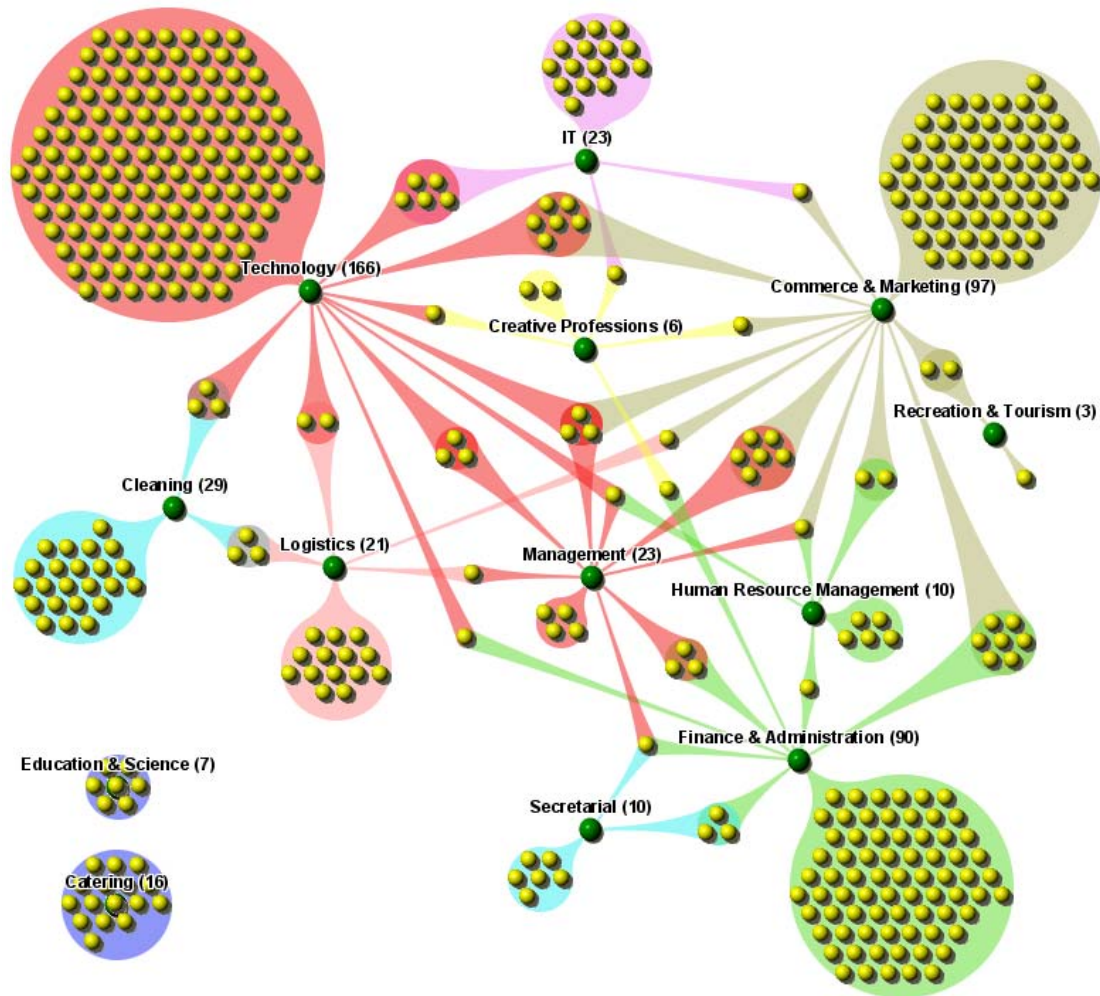 IT (23)
Technology (166)
Commerce & Marketing (97)
Creative Professions (6)
Recreation & Tourism (3)
Cleaning (29)
Logistics (21)
Management (23)
Human Resource Management (10)
Finance & Administration (90)
Education & Science (7)
Secretarial (10)
Catering (16)